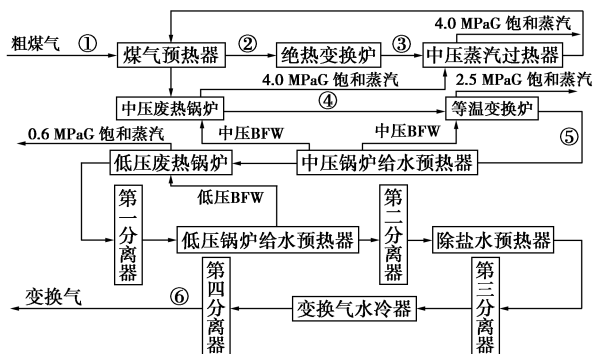 4.0 MPaG 饱和蒸汽
粗煤气 ① 煤气预热器 ② 绝热变换炉 ③ 中压蒸汽过热器
4.0 MPaG 饱和蒸汽 2.5 MPaG 饱和蒸汽
中压废热锅炉 ④ 等温变换炉
中压BFW 中压BFW ⑤
0.6 MPaG 饱和蒸汽
低压废热锅炉 中压锅炉给水预热器
低压BFW
第一分离器 低压锅炉给水预热器 第二分离器 除盐水预热器
变换气 ⑥ 第四分离器 变换气水冷器 第三分离器